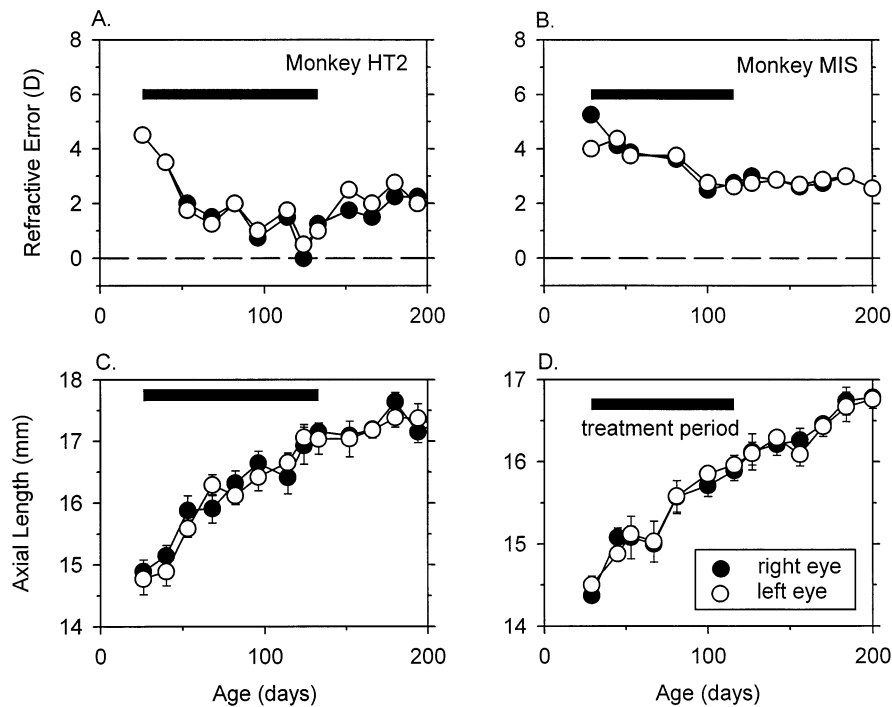 A.
B.
8
Monkey HT2
6
4
2
0
Refractive Error (D)
0
100
200
8
Monkey MIS
6
4
2
0
0
100
200
C.
D.
18
17
16
15
14
Axial Length (mm)
0
100
200
Age (days)
17
treatment period
16
15
14
right eye
left eye
0
100
200
Age (days)